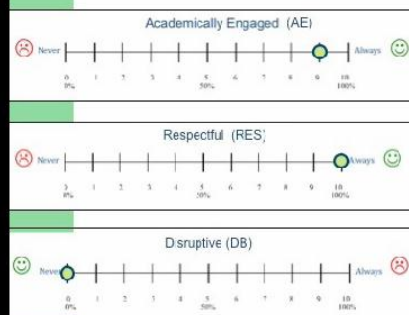 Academically Engaged (AE)
Never Always
0 1 2 3 4 5 6 7 8 9 10
0% 50% 100%
Respectful (RES)
Never Always
1 2 3 4 5 6 7 8 9 10
0% 50% 100%
Disruptive (DB)
Never Always
0 1 2 3 4 5 6 7 8 9 10
0% 50% 100%